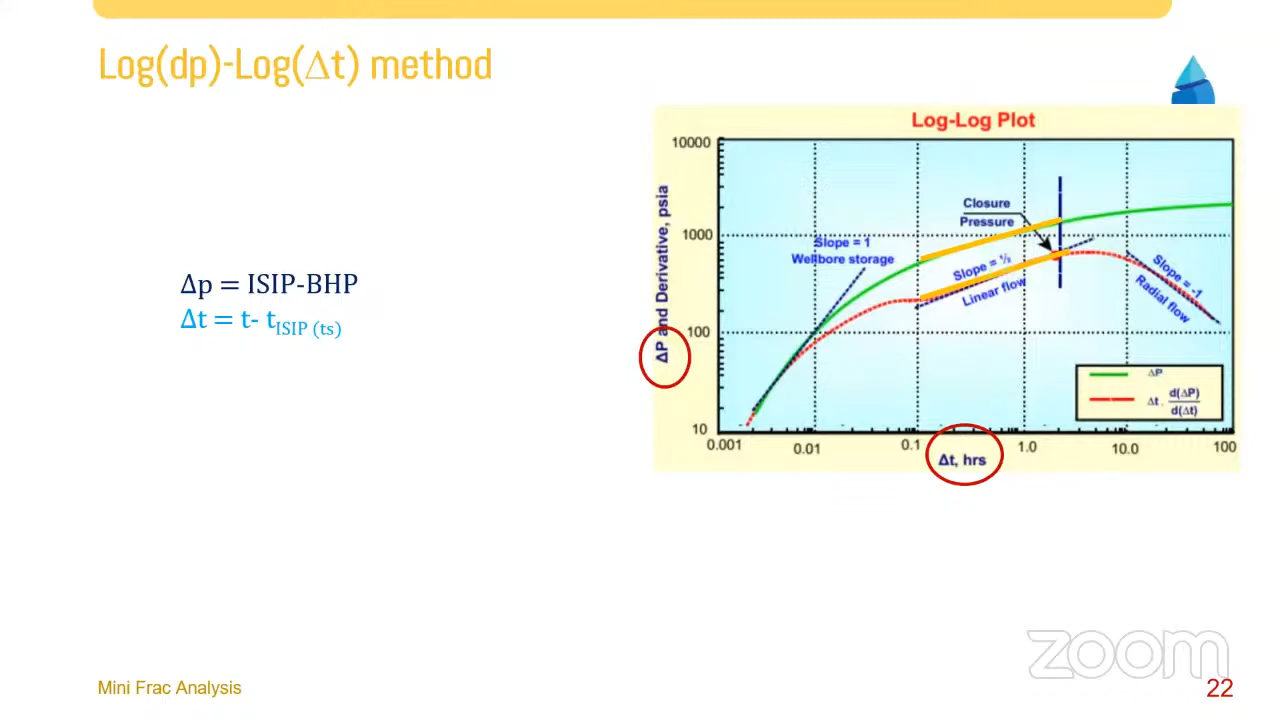 Log(dp)-Log(∆t) method
Δp = ISIP-BHP
Δt = t- tISIP (ts)
Log-Log Plot
ΔP and Derivative, psia
10000
1000
100
10
0.001
0.01
0.1
1.0
10.0
100
Δt, hrs
Slope = 1
Wellbore storage
Closure
Pressure
Slope = ½
Linear flow
Slope = -1
Radial flow
ΔP
Δt . d(ΔP)
d(Δt)
zoom
Mini Frac Analysis
22